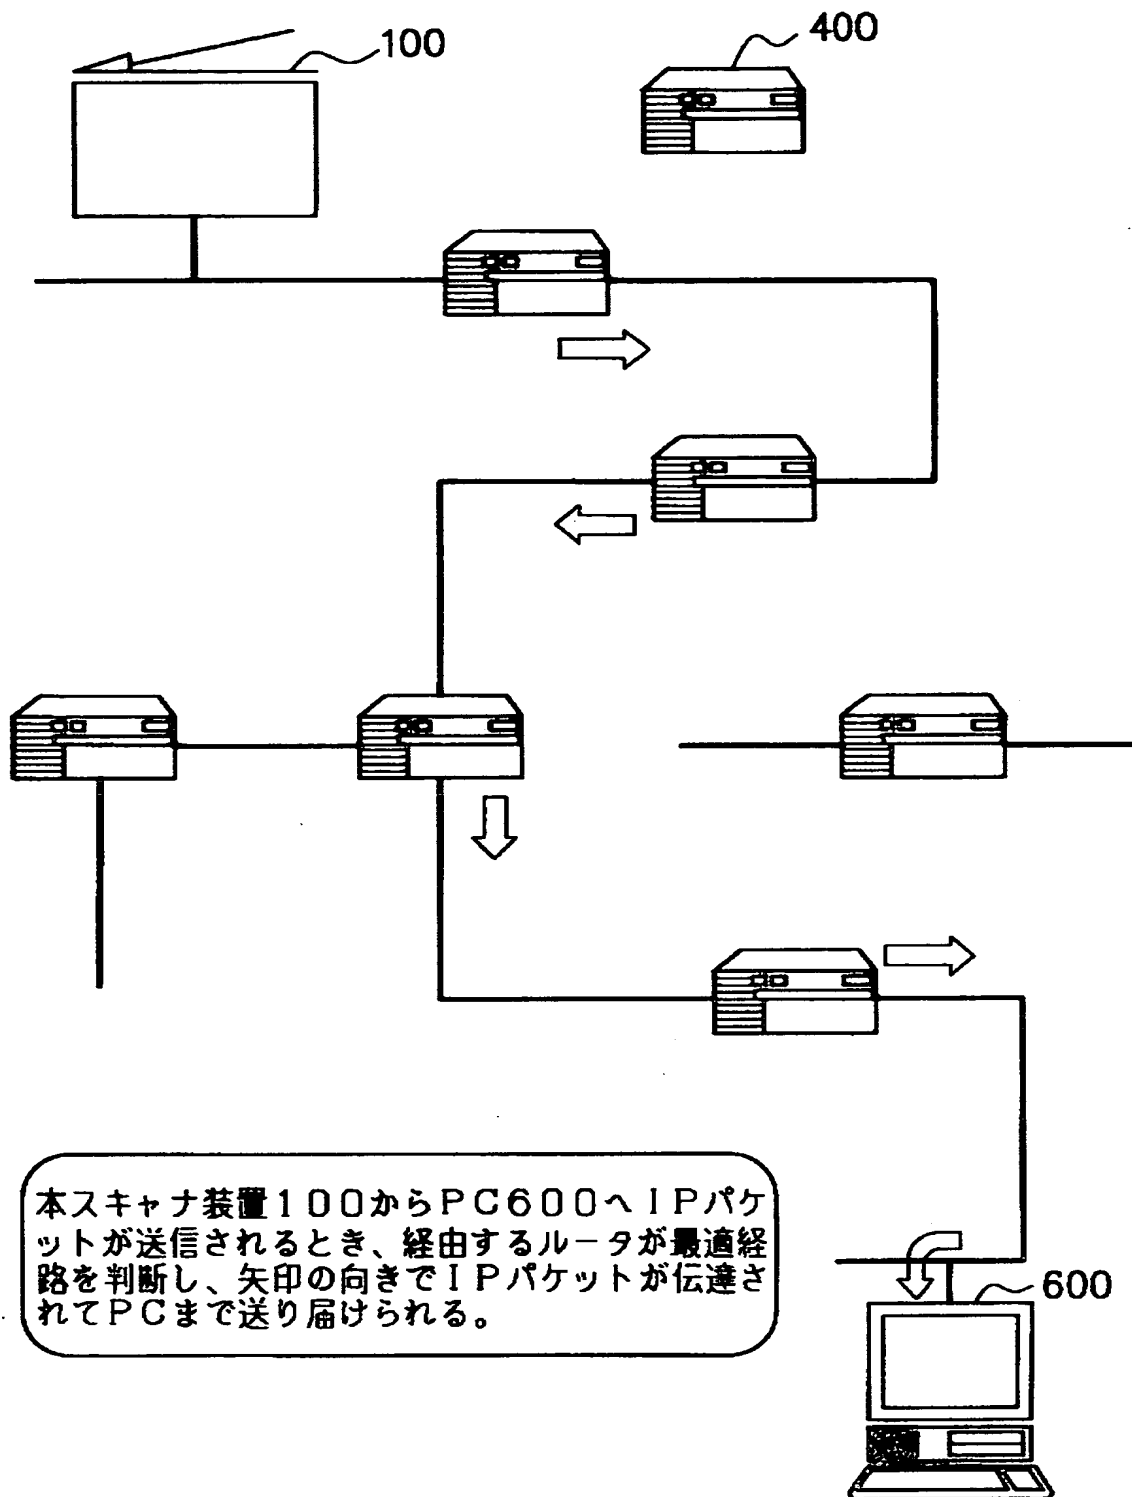 100
400
本スキャナ装置100からPC600へIPパケ
ットが送信されるとき、経由するルータが最適経
路を判断し、矢印の向きでIPパケットが伝達さ
れてPCまで送り届けられる。
600